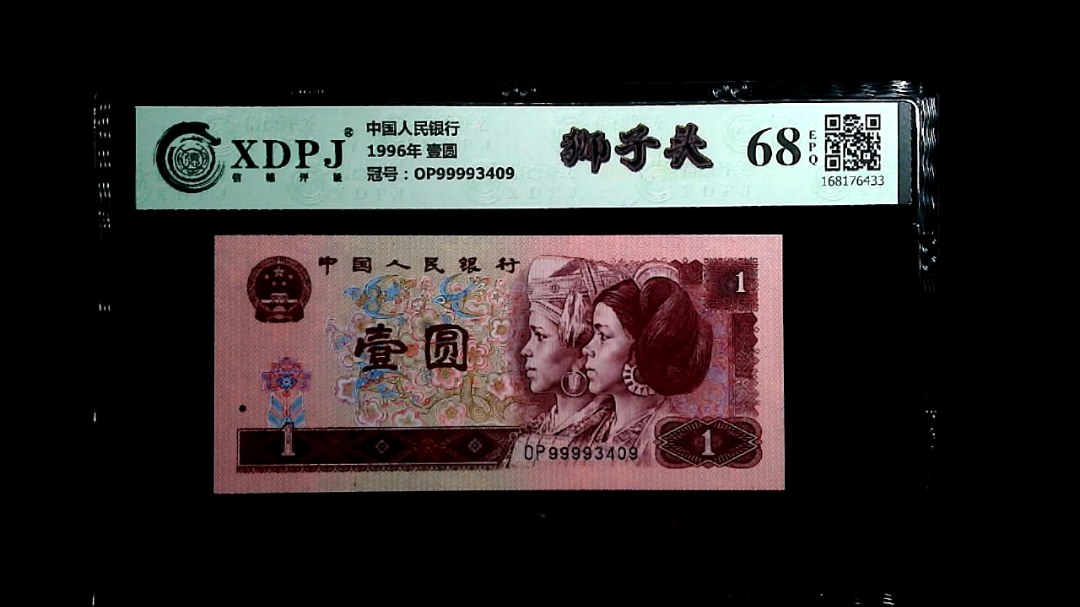 XDPJ®
信德评级
中国人民银行
1996年 壹圆
冠号：OP99993409
狮子头
68
EPQ
168176433
中国人民银行
1
壹圆
1
OP99993409
1